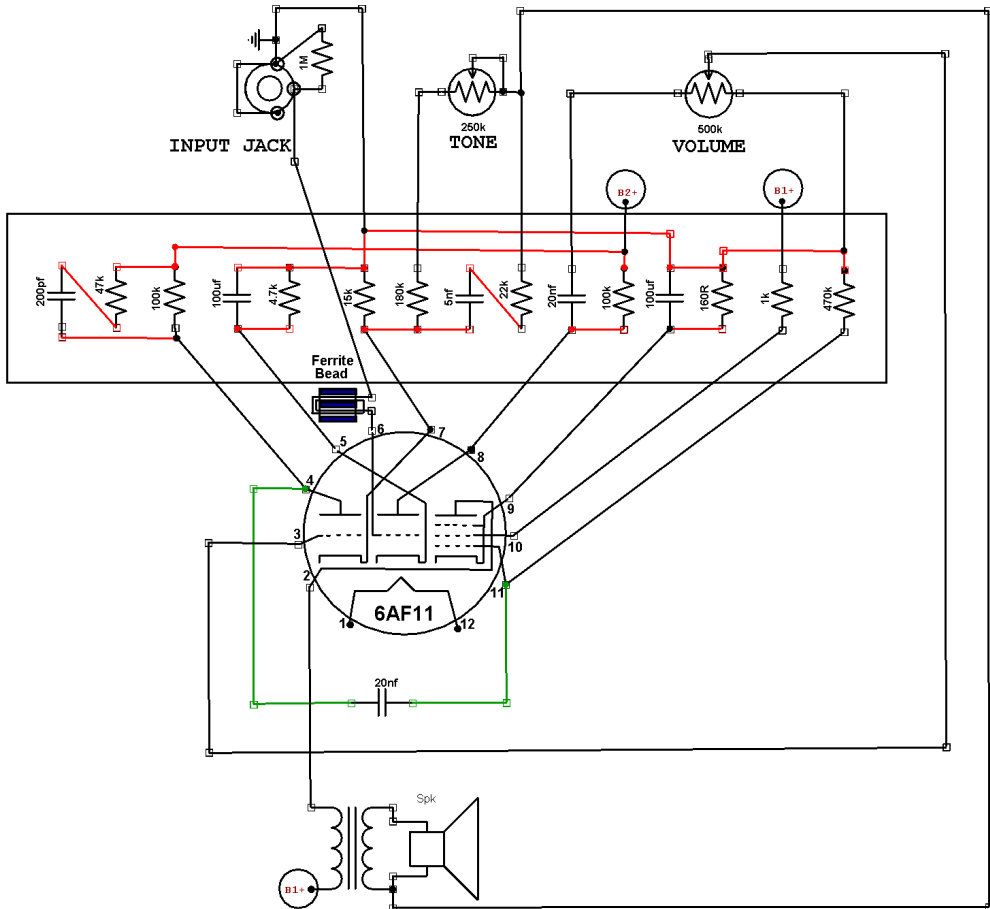 1M
INPUT JACK
250k
TONE
500k
VOLUME
B2+
B1+
200pf
47k
100k
100uf
4.7k
15k
180k
5nf
22k
20nf
100k
100uf
160R
1k
470k
Ferrite
Bead
6
7
5
8
4
9
3
10
2
11
6AF11
1
12
20nf
Spk
B1+